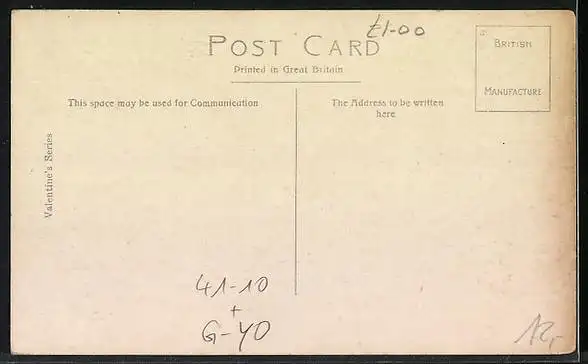 £1-00
POST CARD
Printed in Great Britain
BRITISH
MANUFACTURE
This space may be used for Communication
The Address to be written
here
Valentine's Series
41-10
+
G-40
12,-